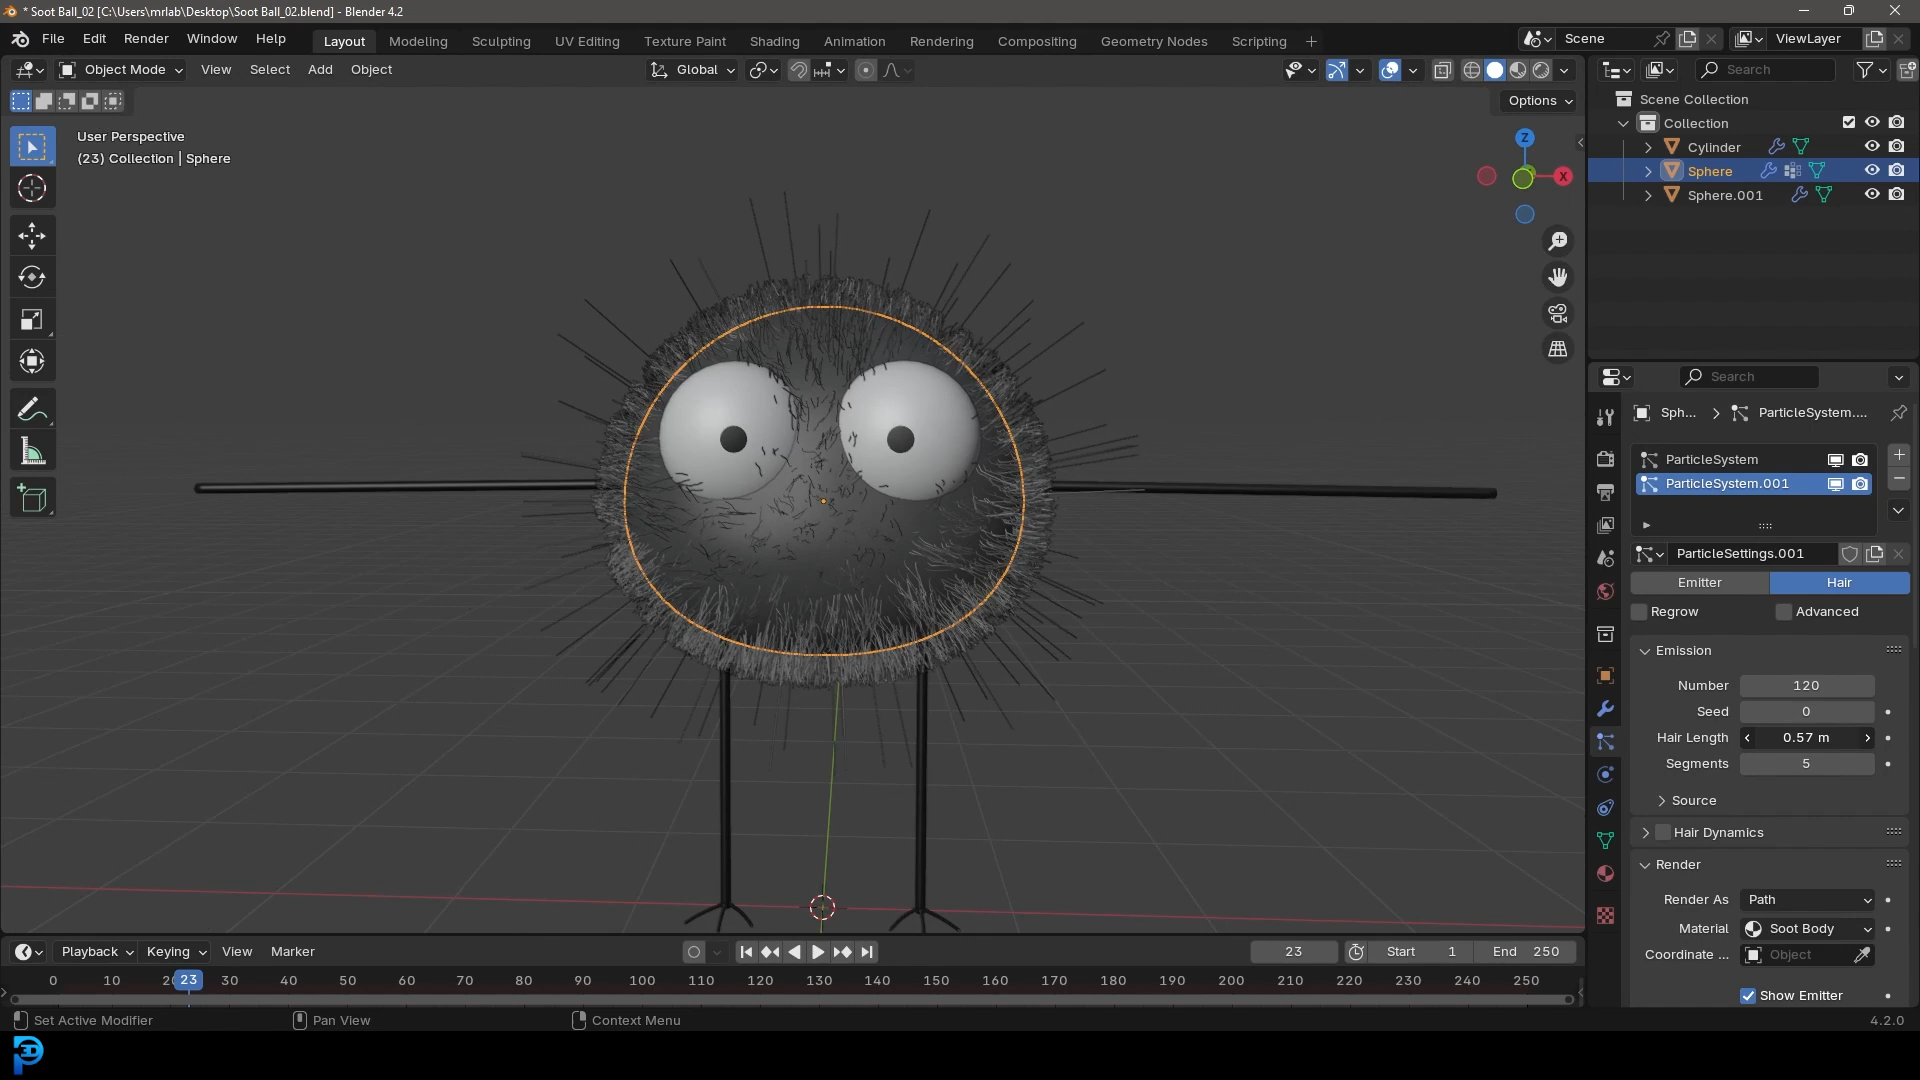 * Soot Ball_02 [C:\Users\mrlab\Desktop\Soot Ball_02.blend] - Blender 4.2
File Edit Render Window Help Layout Modeling Sculpting UV Editing Texture Paint Shading Animation Rendering Compositing Geometry Nodes Scripting + Scene ViewLayer
Object Mode View Select Add Object Global Search
Options
User Perspective
(23) Collection | Sphere
Z
X
Scene Collection
Collection
Cylinder
Sphere
Sphere.001
Search
Sph... > ParticleSystem....
ParticleSystem
ParticleSystem.001
ParticleSettings.001
Emitter Hair
Regrow Advanced
Emission
Number 120
Seed 0
Hair Length 0.57 m
Segments 5
Source
Hair Dynamics
Render
Render As Path
Material Soot Body
Coordinate ... Object
Show Emitter
Playback Keying View Marker 23 Start 1 End 250
0 10 20 23 30 40 50 60 70 80 90 100 110 120 130 140 150 160 170 180 190 200 210 220 230 240 250
Set Active Modifier Pan View Context Menu 4.2.0